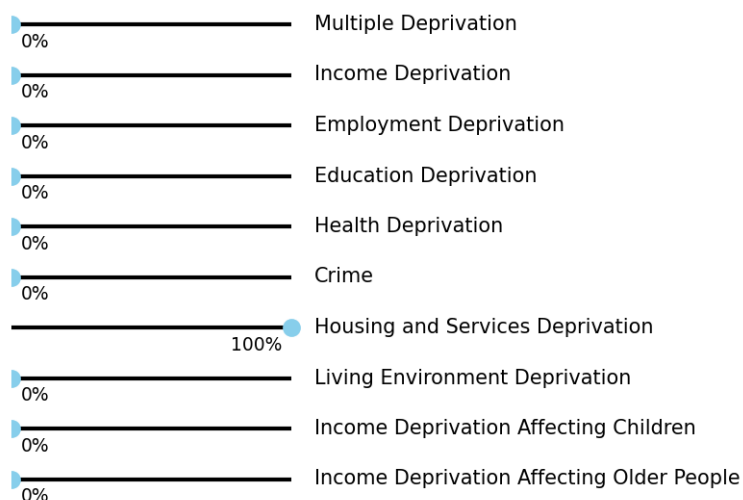 Multiple Deprivation
0%
Income Deprivation
0%
Employment Deprivation
0%
Education Deprivation
0%
Health Deprivation
0%
Crime
0%
Housing and Services Deprivation
100%
Living Environment Deprivation
0%
Income Deprivation Affecting Children
0%
Income Deprivation Affecting Older People
0%